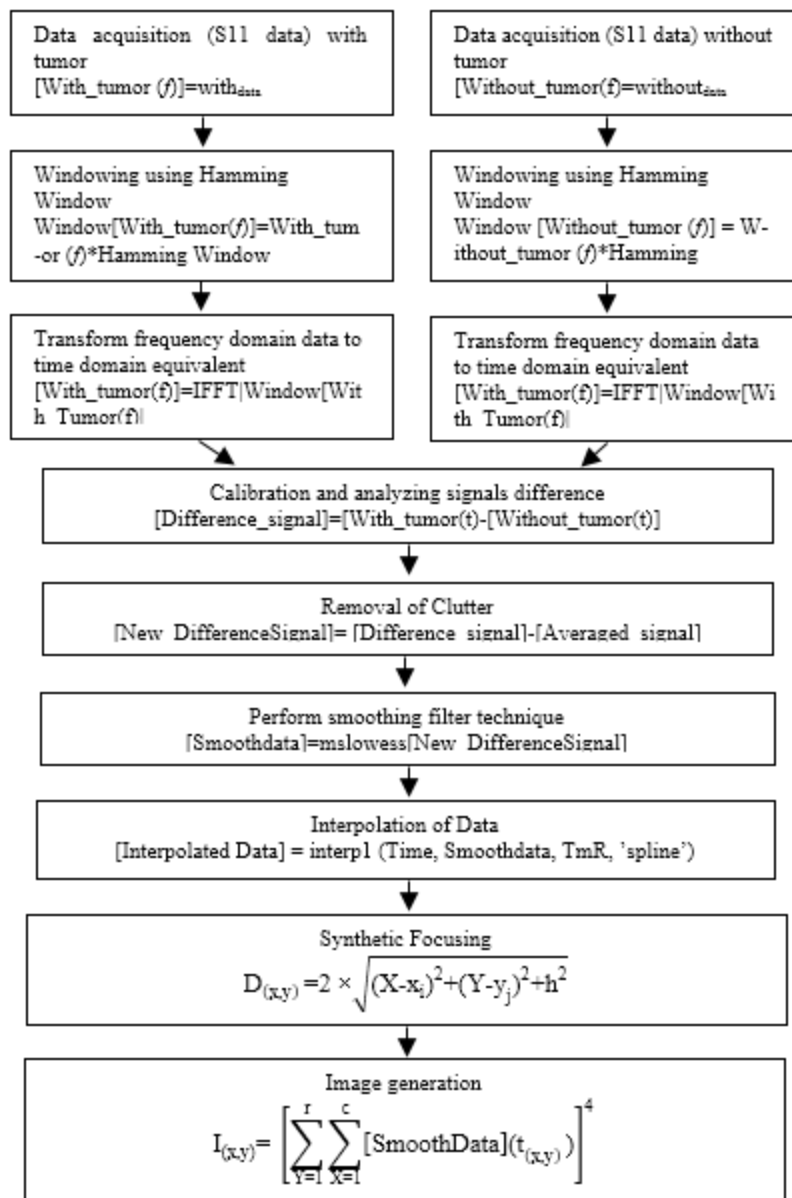 Data acquisition (S11 data) with
tumor
[With_tumor (f)]=with_data
Data acquisition (S11 data) without
tumor
[Without_tumor(f)=without_data
Windowing using Hamming
Window
Window[With_tumor(f)]=With_tum
-or (f)*Hamming Window
Windowing using Hamming
Window
Window [Without_tumor (f)] = W-
ithout_tumor (f)*Hamming
Transform frequency domain data to
time domain equivalent
[With_tumor(f)]=IFFT|Window[Wit
h_Tumor(f)|
Transform frequency domain data
to time domain equivalent
[With_tumor(f)]=IFFT|Window[Wi
th_Tumor(f)|
Calibration and analyzing signals difference
[Difference_signal]=[With_tumor(t)-[Without_tumor(t)]
Removal of Clutter
[New_DifferenceSignal]= [Difference_signal]-[Averaged_signal]
Perform smoothing filter technique
[Smoothdata]=mslowess[New_DifferenceSignal]
Interpolation of Data
[Interpolated Data] = interp1 (Time, Smoothdata, TmR, ’spline’)
Synthetic Focusing
D(x,y) =2 × √(X-xi)²+(Y-yj)²+h²
Image generation
I(x,y)= [∑Y=1^r ∑X=1^c [SmoothData](t(x,y))]⁴